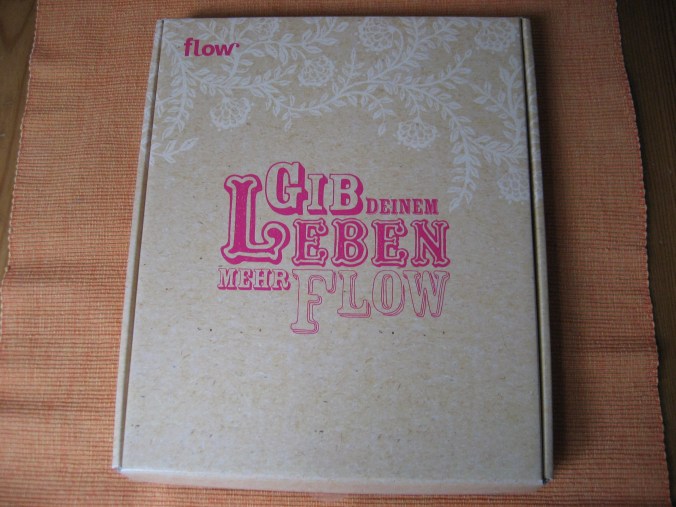 flow
GIB DEINEM
LEBEN
MEHR FLOW